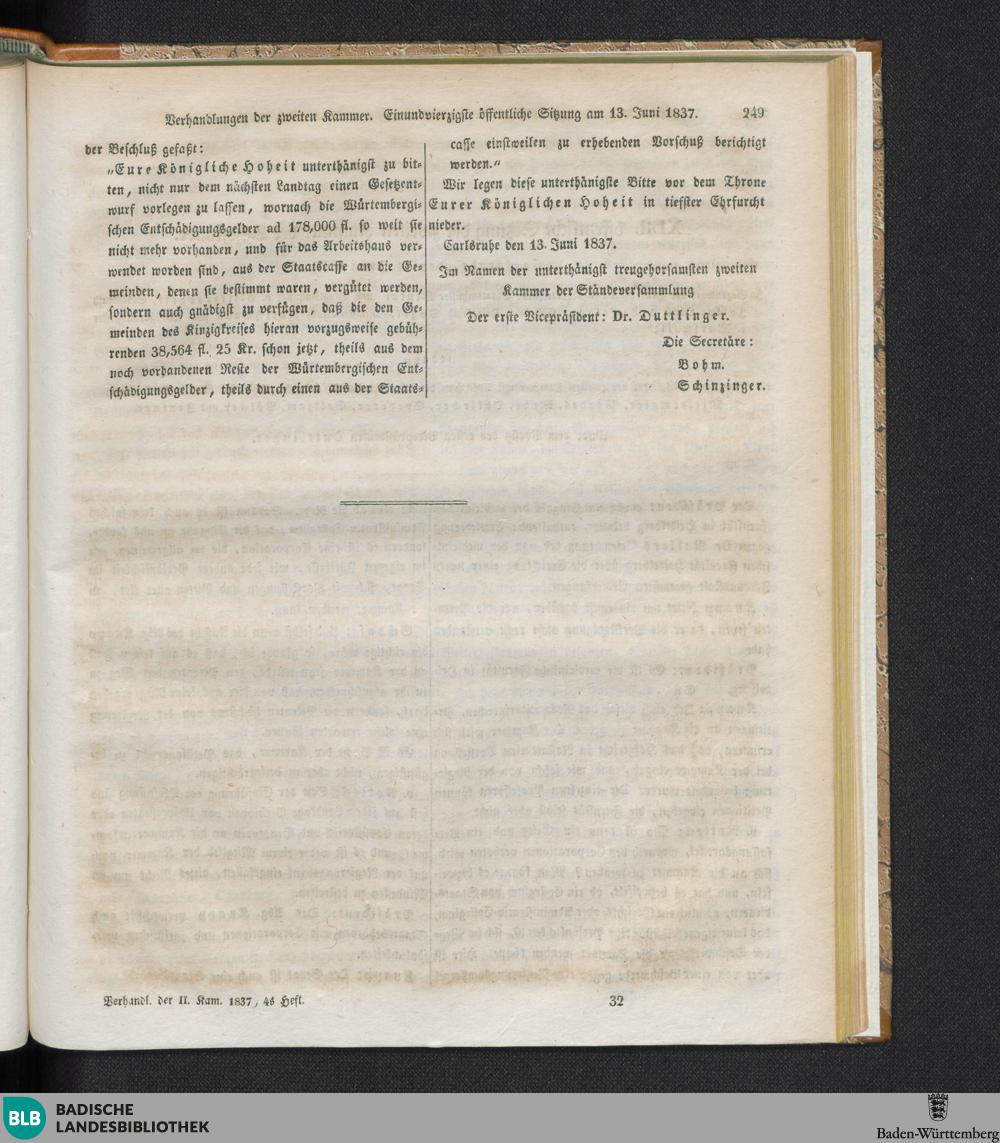 Verhandlungen der zweiten Kammer. Einundvierzigste öffentliche Sitzung am 13. Juni 1837. 249
der Beschluß gefaßt:
„Eure Königliche Hoheit unterthänigst zu bit-
ten, nicht nur dem nächsten Landtag einen Gesetzent-
wurf vorlegen zu lassen, wornach die Würtembergi-
schen Entschädigungsgelder ad 178,000 fl. so weit sie
nicht mehr vorhanden, und für das Arbeitshaus ver-
wendet worden sind, aus der Staatscasse an die Ge-
meinden, denen sie bestimmt waren, vergütet werden,
sondern auch gnädigst zu verfügen, daß die den Ge-
meinden des Kinzigkreises hieran vorzugsweise gebüh-
renden 38,564 fl. 25 Kr. schon jetzt, theils aus dem
noch vorhandenen Reste der Würtembergischen Ent-
schädigungsgelder, theils durch einen aus der Staats-
casse einstweilen zu erhebenden Vorschuß berichtigt
werden.“
Wir legen diese unterthänigste Bitte vor dem Throne
Eurer Königlichen Hoheit in tiefster Ehrfurcht
nieder.
Carlsruhe den 13. Juni 1837.
Im Namen der unterthänigst treugehorsamsten zweiten
Kammer der Ständeversammlung
Der erste Vicepräsident: Dr. Duttlinger.
Die Secretäre:
Bohm.
Schinzinger.
Verhandl. der II. Kam. 1837, 4s Heft. 32
BLB BADISCHE
LANDESBIBLIOTHEK
Baden-Württemberg